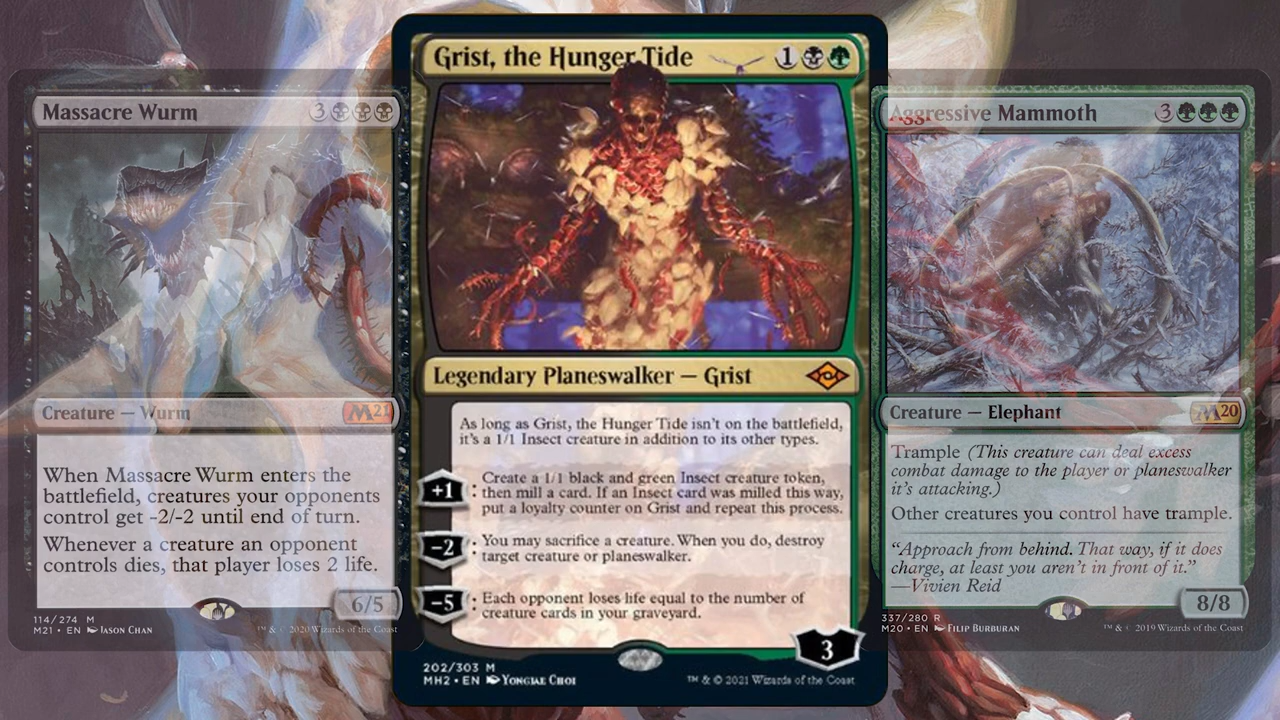 Massacre Wurm 3
Creature — Wurm M21
When Massacre Wurm enters the
battlefield, creatures your opponents
control get -2/-2 until end of turn.
Whenever a creature an opponent
controls dies, that player loses 2 life.
6/5
114/274 M
M21 • EN Jason Chan
™ & © 2020 Wizards of the Coast
Grist, the Hunger Tide 1
Legendary Planeswalker — Grist
As long as Grist, the Hunger Tide isn't on the battlefield,
it's a 1/1 Insect creature in addition to its other types.
+1 : Create a 1/1 black and green Insect creature token,
then mill a card. If an Insect card was milled this way,
put a loyalty counter on Grist and repeat this process.
-2 : You may sacrifice a creature. When you do, destroy
target creature or planeswalker.
-5 : Each opponent loses life equal to the number of
creature cards in your graveyard.
3
202/303 M
MH2 • EN Yongjae Choi
™ & © 2021 Wizards of the Coast
Aggressive Mammoth 3
Creature — Elephant M20
Trample (This creature can deal excess
combat damage to the player or planeswalker
it's attacking.)
Other creatures you control have trample.
"Approach from behind. That way, if it does
charge, at least you aren't in front of it."
—Vivien Reid
8/8
337/280 R
M20 • EN Filip Burburan
™ & © 2019 Wizards of the Coast